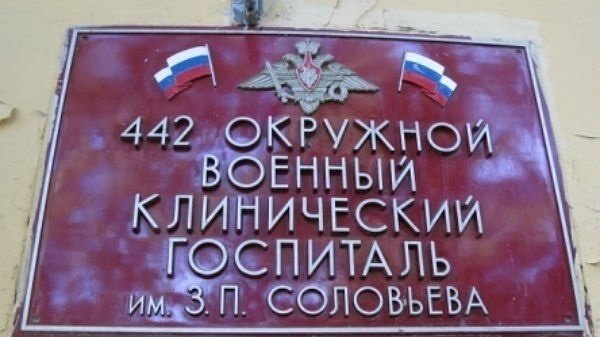 442 ОКРУЖНОЙ
ВОЕННЫЙ
КЛИНИЧЕСКИЙ
ГОСПИТАЛЬ
ИМ. З.П. СОЛОВЬЕВА